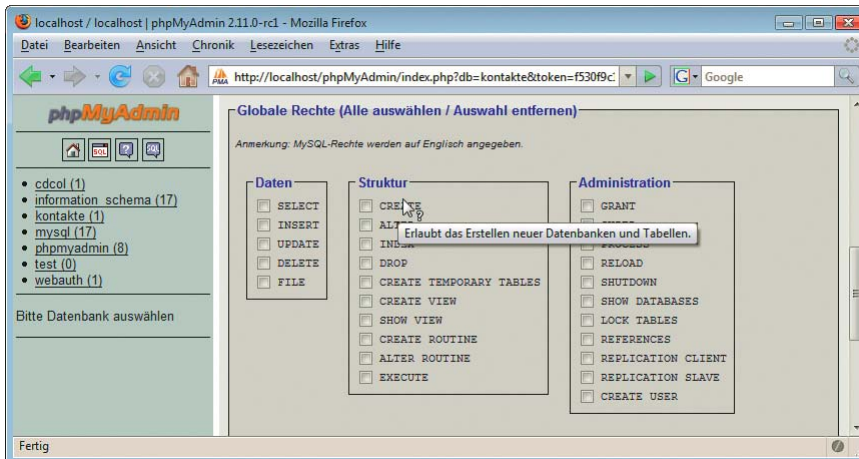 localhost / localhost | phpMyAdmin 2.11.0-rc1 - Mozilla Firefox
Datei Bearbeiten Ansicht Chronik Lesezeichen Extras Hilfe
PMA http://localhost/phpMyAdmin/index.php?db=kontakte&token=f530f9c G Google
phpMyAdmin
SQL
cdcol (1)
information_schema (17)
kontakte (1)
mysql (17)
phpmyadmin (8)
test (0)
webauth (1)
Bitte Datenbank auswählen
Globale Rechte (Alle auswählen / Auswahl entfernen)
Anmerkung: MySQL-Rechte werden auf Englisch angegeben.
Daten
SELECT
INSERT
UPDATE
DELETE
FILE
Struktur
CREATE
INDEX
DROP
CREATE TEMPORARY TABLES
CREATE VIEW
SHOW VIEW
CREATE ROUTINE
ALTER ROUTINE
EXECUTE
Erlaubt das Erstellen neuer Datenbanken und Tabellen.
Administration
GRANT
PROCESS
RELOAD
SHUTDOWN
SHOW DATABASES
LOCK TABLES
REFERENCES
REPLICATION CLIENT
REPLICATION SLAVE
CREATE USER
Fertig